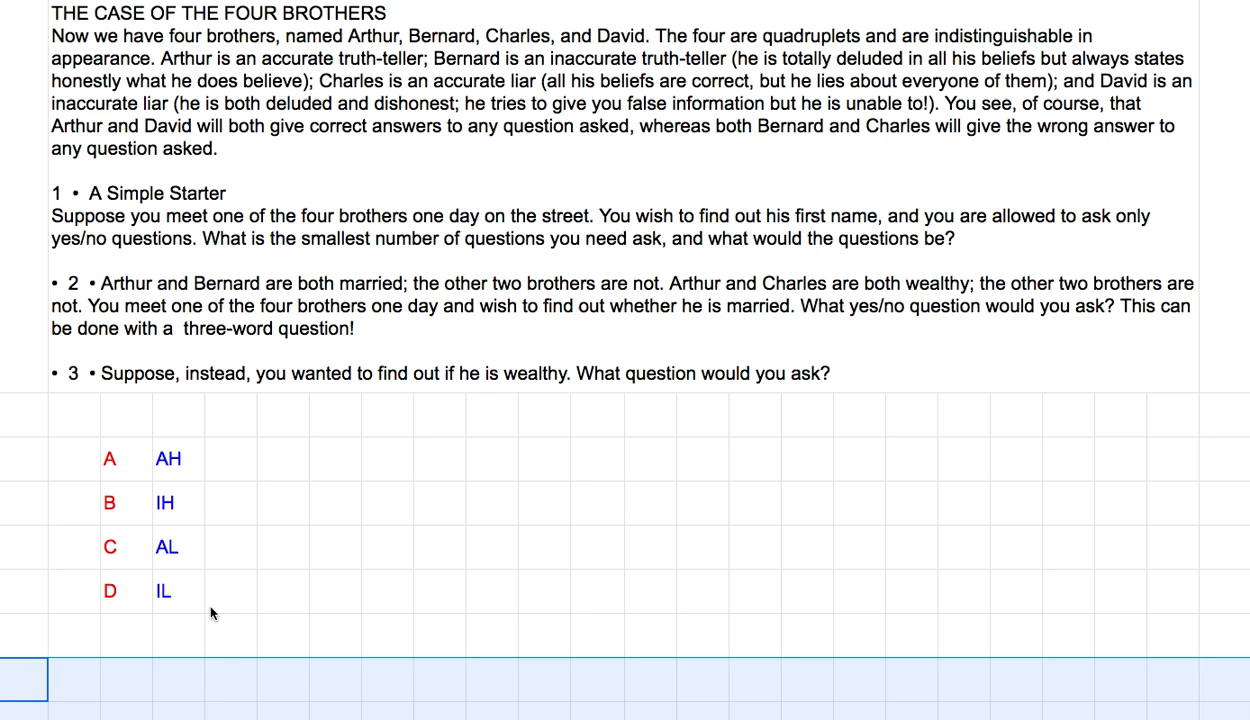 THE CASE OF THE FOUR BROTHERS
Now we have four brothers, named Arthur, Bernard, Charles, and David. The four are quadruplets and are indistinguishable in
appearance. Arthur is an accurate truth-teller; Bernard is an inaccurate truth-teller (he is totally deluded in all his beliefs but always states
honestly what he does believe); Charles is an accurate liar (all his beliefs are correct, but he lies about everyone of them); and David is an
inaccurate liar (he is both deluded and dishonest; he tries to give you false information but he is unable to!). You see, of course, that
Arthur and David will both give correct answers to any question asked, whereas both Bernard and Charles will give the wrong answer to
any question asked.
1 • A Simple Starter
Suppose you meet one of the four brothers one day on the street. You wish to find out his first name, and you are allowed to ask only
yes/no questions. What is the smallest number of questions you need ask, and what would the questions be?
• 2 • Arthur and Bernard are both married; the other two brothers are not. Arthur and Charles are both wealthy; the other two brothers are
not. You meet one of the four brothers one day and wish to find out whether he is married. What yes/no question would you ask? This can
be done with a three-word question!
• 3 • Suppose, instead, you wanted to find out if he is wealthy. What question would you ask?
A AH
B IH
C AL
D IL